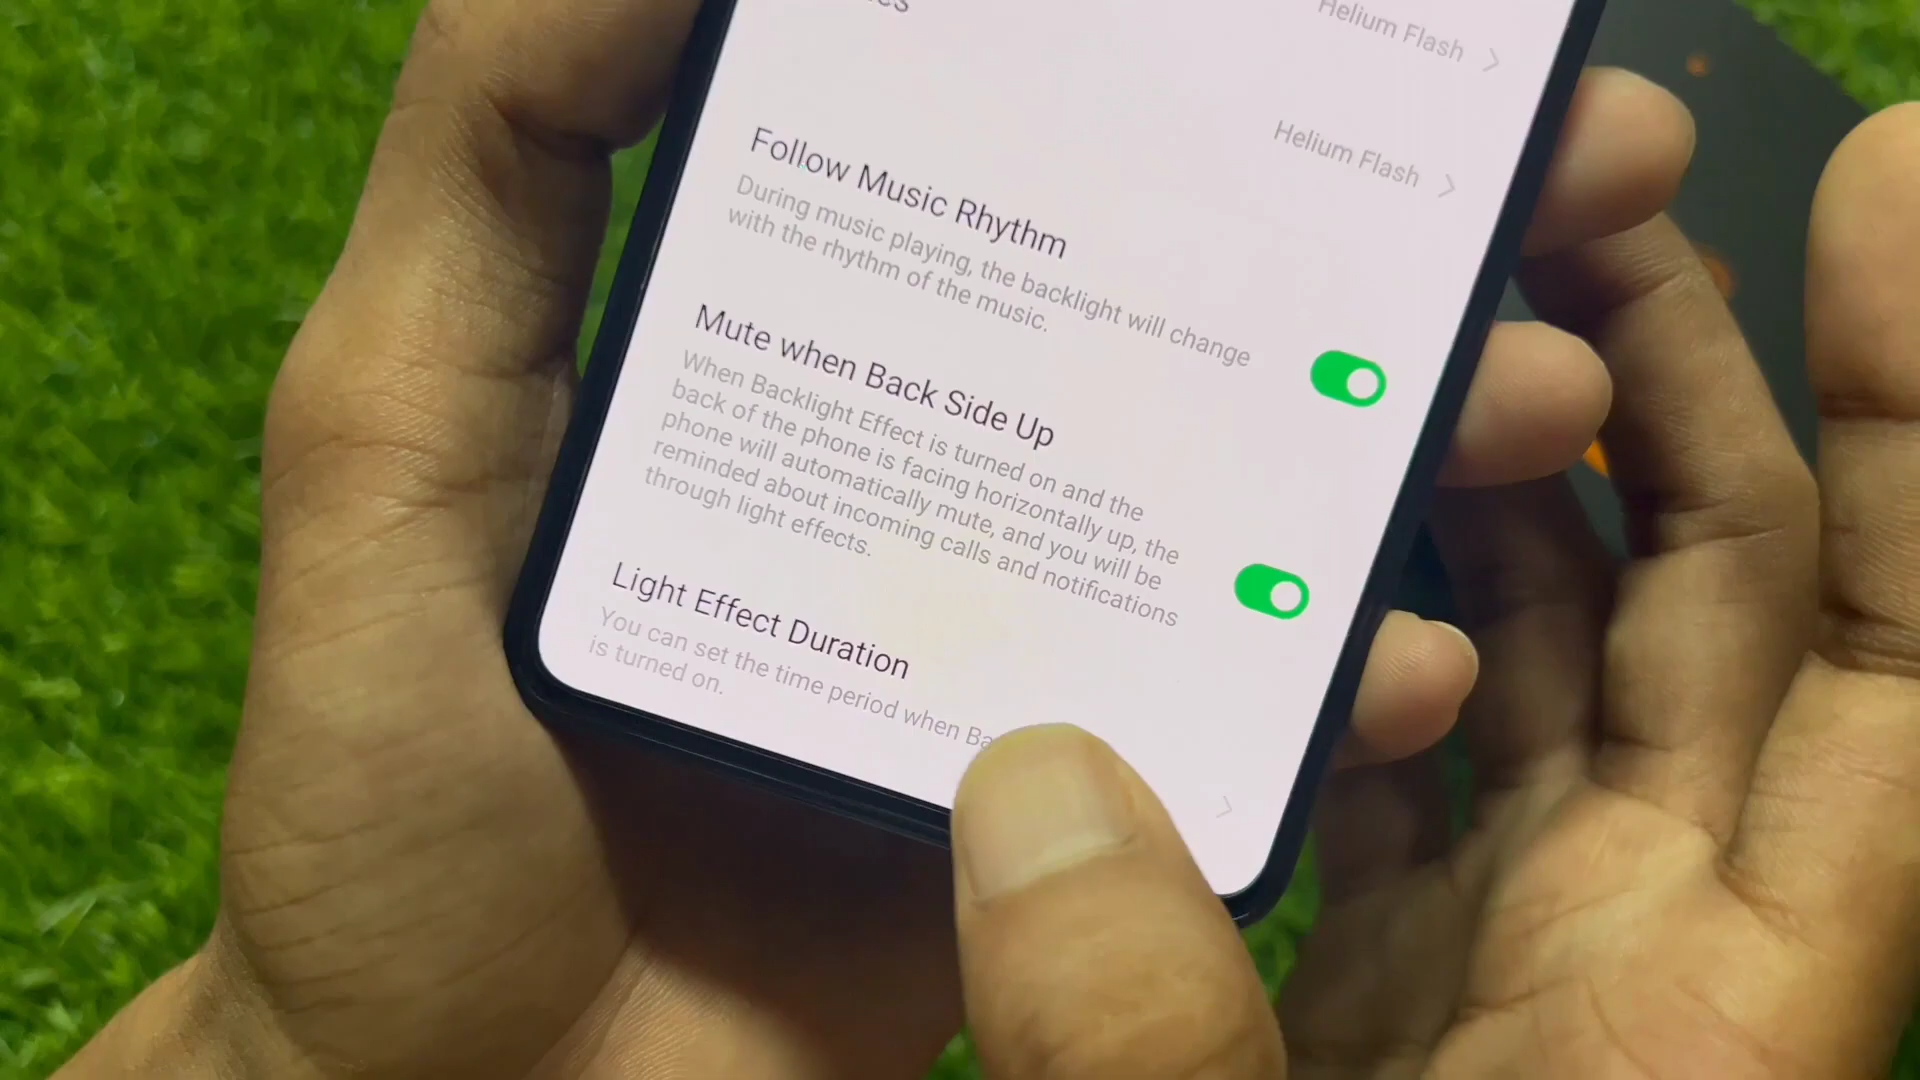 Helium Flash
Helium Flash
Follow Music Rhythm
During music playing, the backlight will change
with the rhythm of the music.
Mute when Back Side Up
When Backlight Effect is turned on and the
back of the phone is facing horizontally up, the
phone will automatically mute, and you will be
reminded about incoming calls and notifications
through light effects.
Light Effect Duration
You can set the time period when
is turned on.